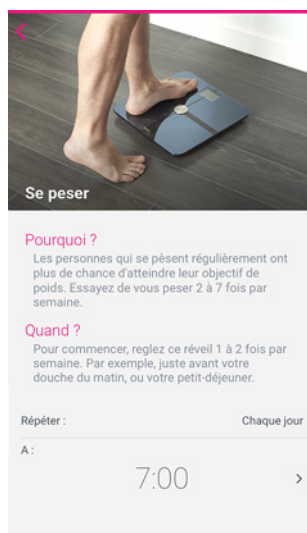 Se peser
Pourquoi ?
Les personnes qui se pèsent régulièrement ont
plus de chance d'atteindre leur objectif de
poids. Essayez de vous peser 2 à 7 fois par
semaine.
Quand ?
Pour commencer, reglez ce réveil 1 à 2 fois par
semaine. Par exemple, juste avant votre
douche du matin, ou votre petit-déjeuner.
Répéter : Chaque jour
A :
7:00